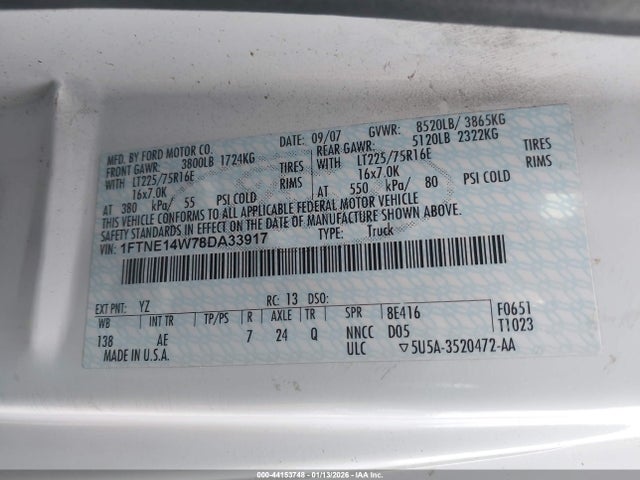 MFD. BY FORD MOTOR CO. DATE: 09/07 GVWR: 8520LB/ 3865KG
FRONT GAWR: 3800LB 1724KG REAR GAWR: 5120LB 2322KG
WITH LT225/75R16E TIRES WITH LT225/75R16E TIRES
16x7.0K RIMS 16x7.0K RIMS
AT 380 kPa/ 55 PSI COLD AT 550 kPa/ 80 PSI COLD
THIS VEHICLE CONFORMS TO ALL APPLICABLE FEDERAL MOTOR VEHICLE
SAFETY STANDARDS IN EFFECT ON THE DATE OF MANUFACTURE SHOWN ABOVE.
VIN: 1FTNE14W78DA33917 TYPE: Truck
EXT PNT: YZ RC: 13 DSO: F0651
WB INT TR TP/PS R AXLE TR SPR 8E416 T1023
138 AE 7 24 Q NNCC D05
MADE IN U.S.A. ULC ▽5U5A-3520472-AA
000-44153748 - 01/13/2026 - IAA Inc.